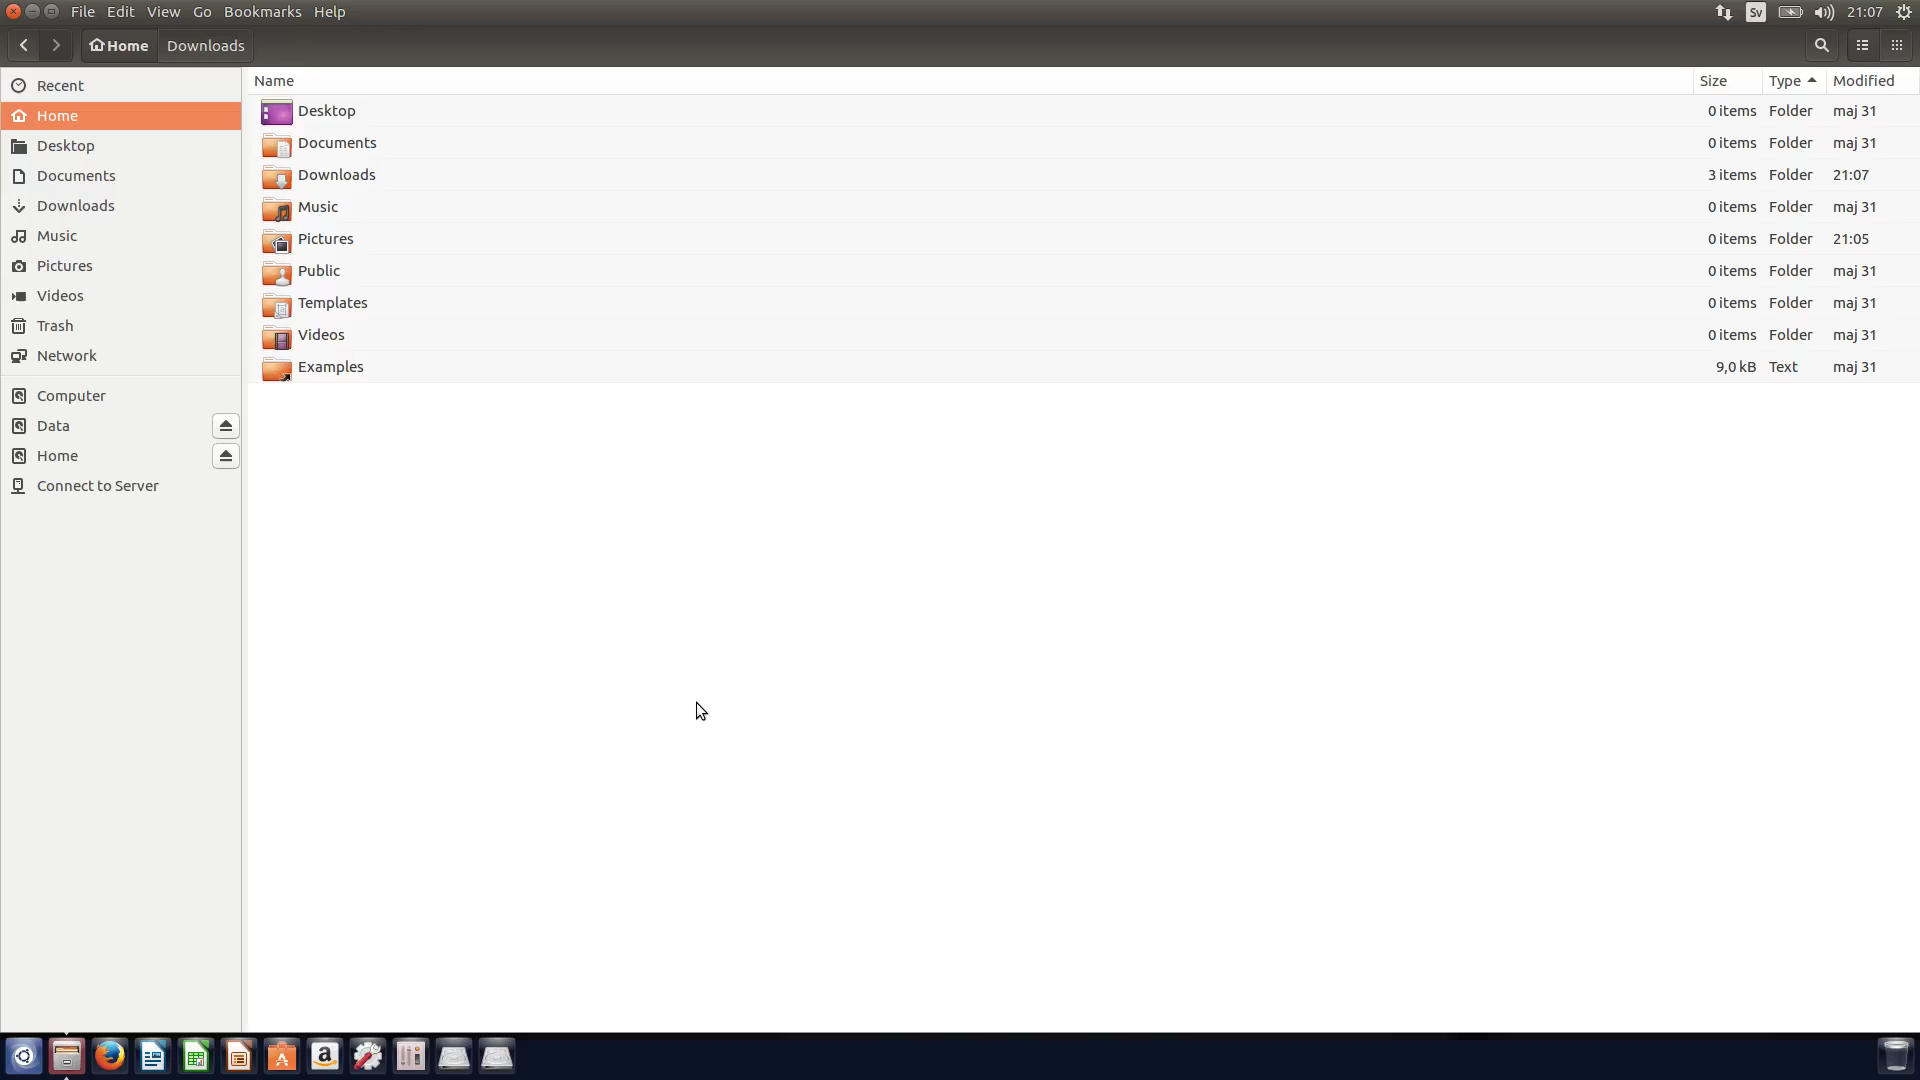 File Edit View Go Bookmarks Help Sv 21:07
Home Downloads
Name Size Type Modified
Recent
Home
Desktop
Documents
Downloads
Music
Pictures
Videos
Trash
Network
Computer
Data
Home
Connect to Server
Desktop 0 items Folder maj 31
Documents 0 items Folder maj 31
Downloads 3 items Folder 21:07
Music 0 items Folder maj 31
Pictures 0 items Folder 21:05
Public 0 items Folder maj 31
Templates 0 items Folder maj 31
Videos 0 items Folder maj 31
Examples 9,0 kB Text maj 31